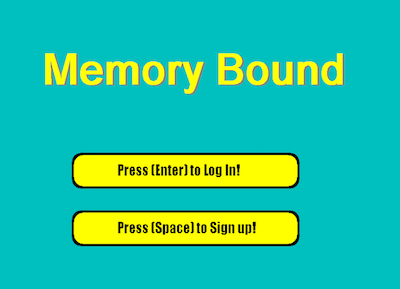 Memory Bound
Press (Enter) to Log In!
Press (Space) to Sign up!